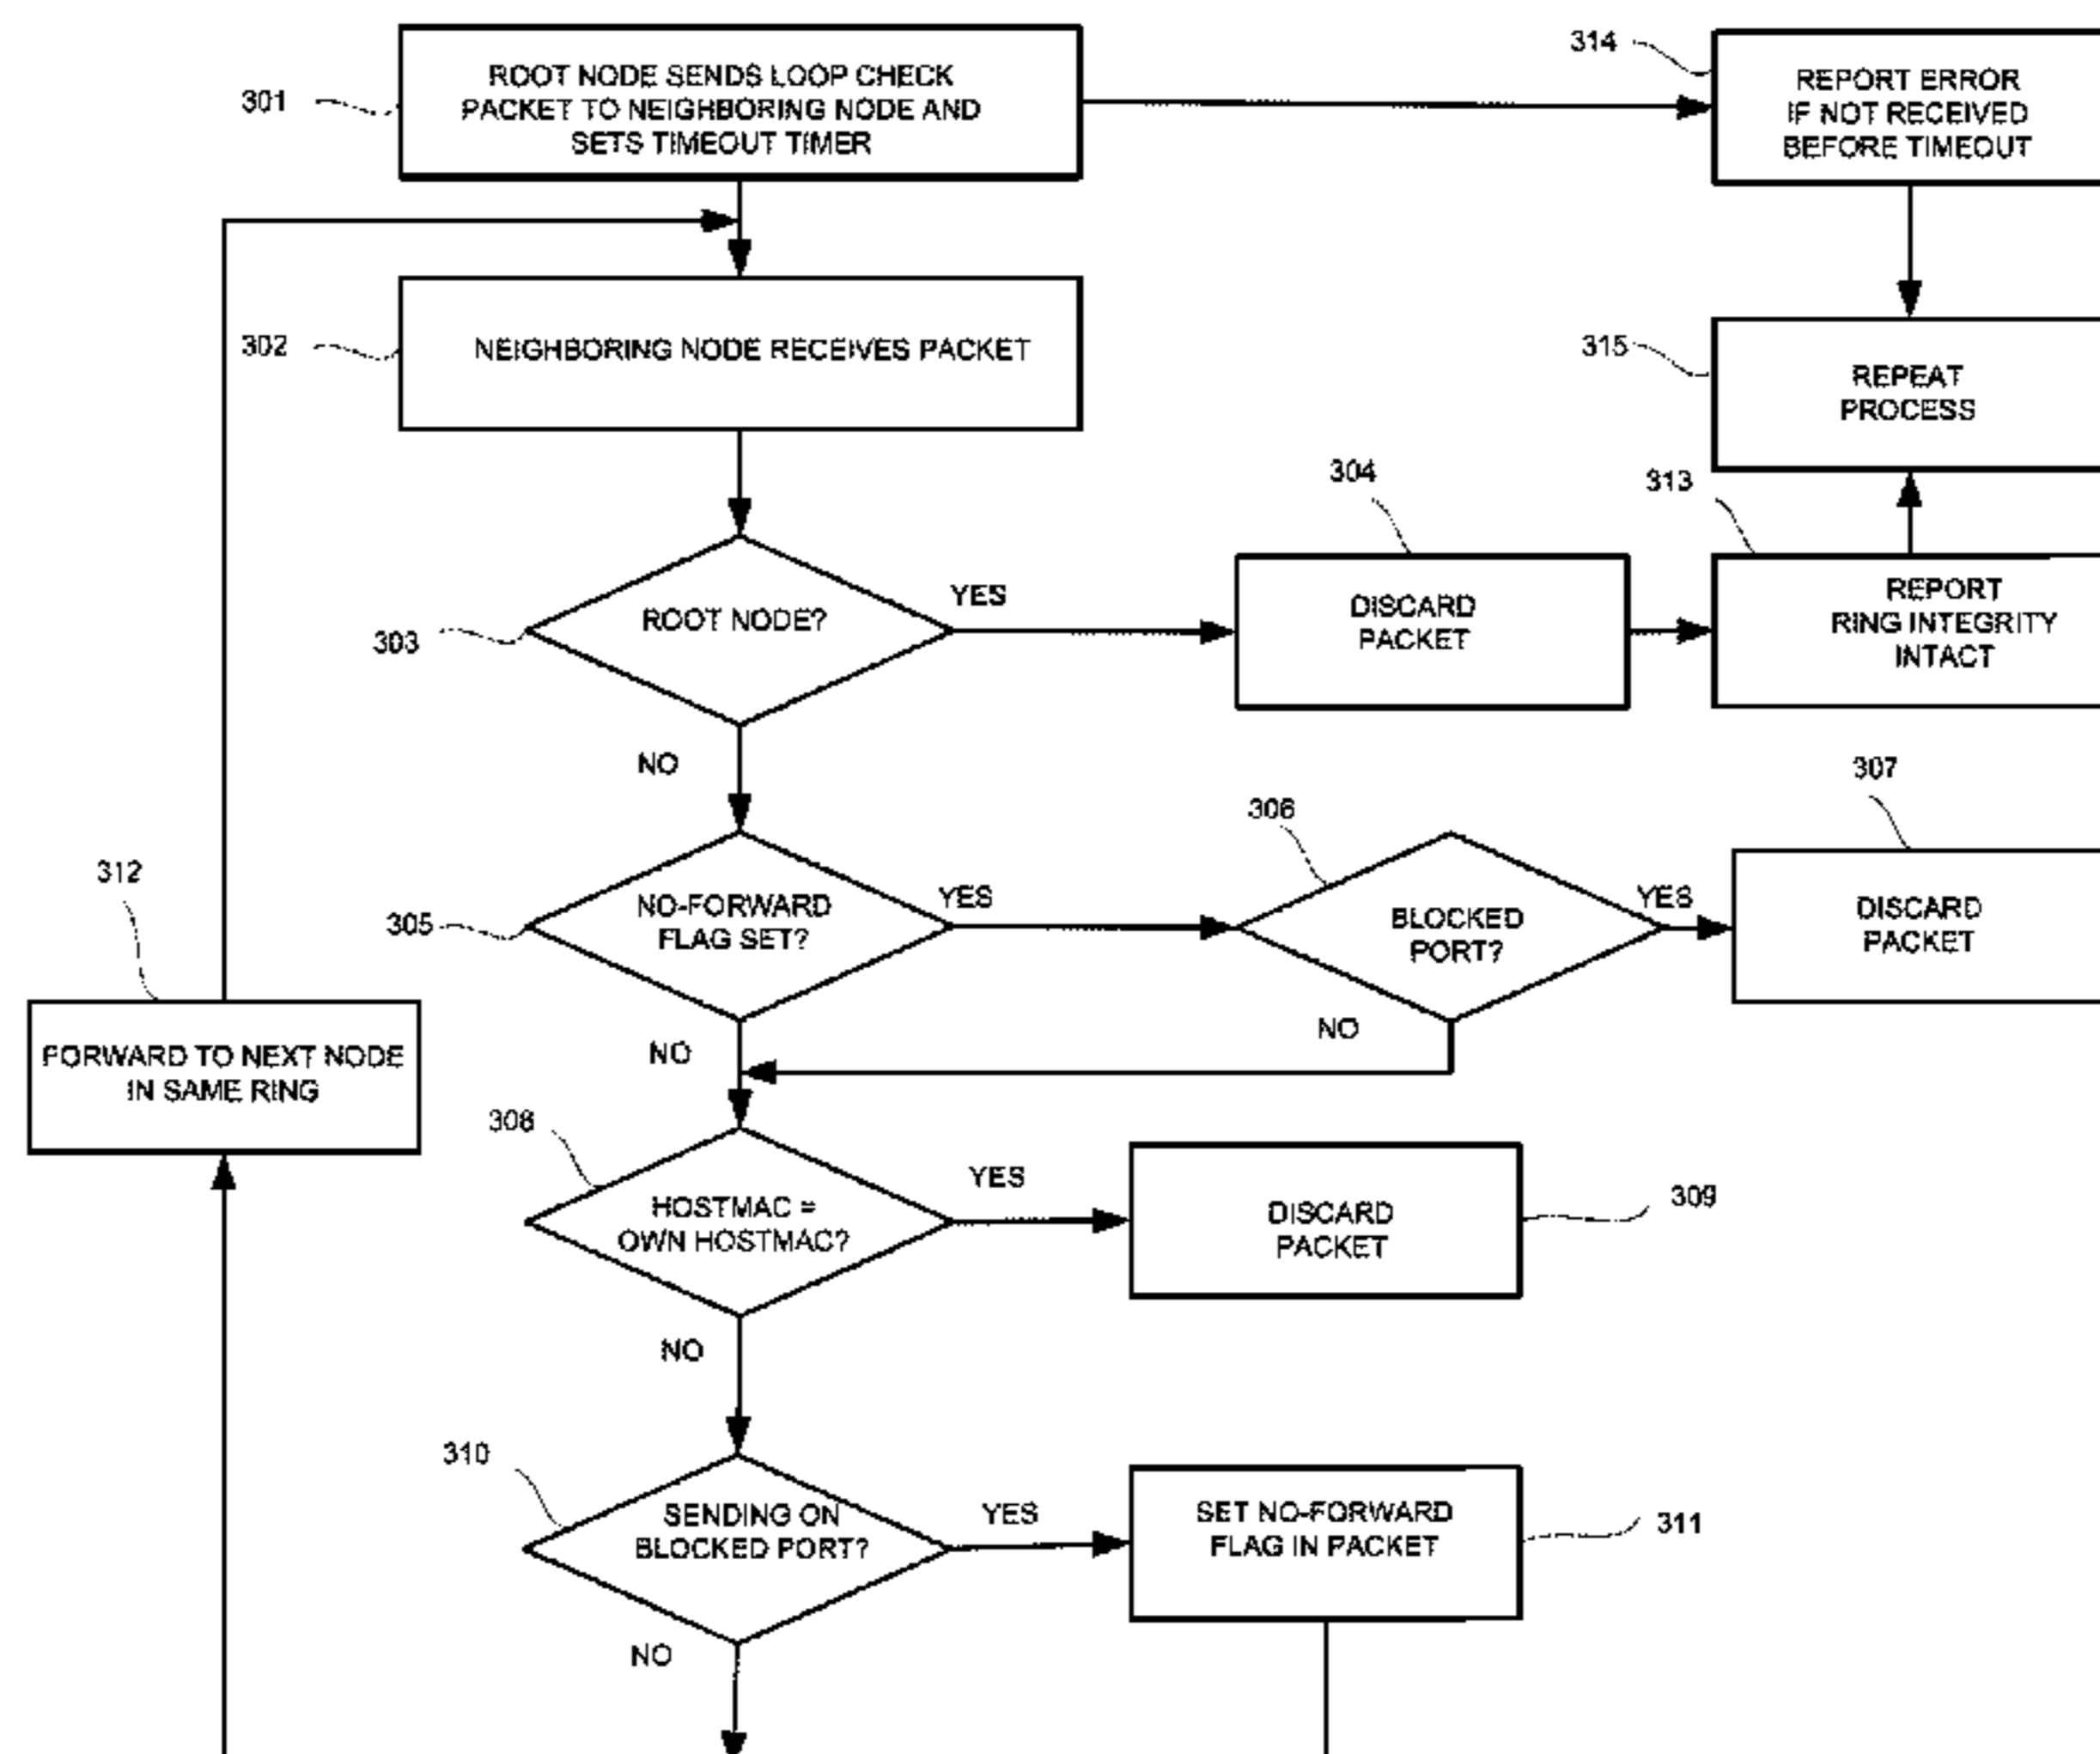 301
ROOT NODE SENDS LOOP CHECK
PACKET TO NEIGHBORING NODE AND
SETS TIMEOUT TIMER
314
REPORT ERROR
IF NOT RECEIVED
BEFORE TIMEOUT
302
NEIGHBORING NODE RECEIVES PACKET
315
REPEAT
PROCESS
303
ROOT NODE?
YES
NO
304
DISCARD
PACKET
313
REPORT
RING INTEGRITY
INTACT
305
NO-FORWARD
FLAG SET?
YES
NO
306
BLOCKED
PORT?
YES
NO
307
DISCARD
PACKET
312
FORWARD TO NEXT NODE
IN SAME RING
308
HOSTMAC =
OWN HOSTMAC?
YES
NO
DISCARD
PACKET
309
310
SENDING ON
BLOCKED PORT?
YES
NO
SET NO-FORWARD
FLAG IN PACKET
311